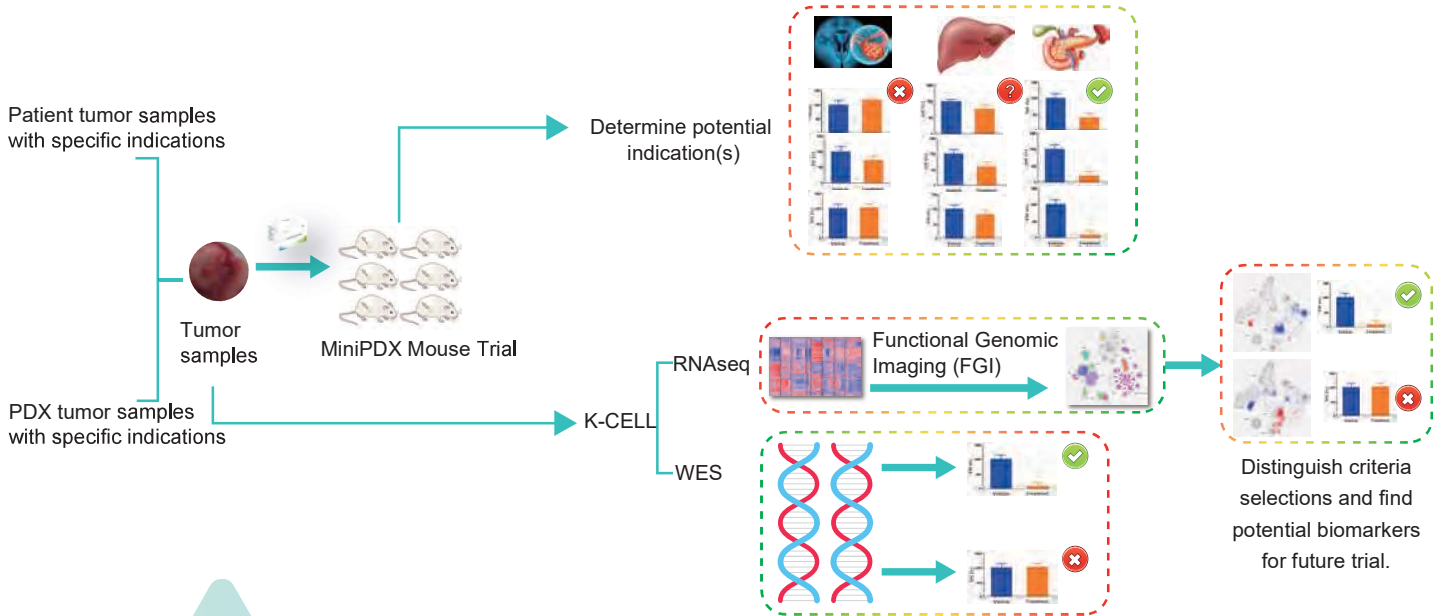 Patient tumor samples
with specific indications
Determine potential
indication(s)
Tumor
samples
MiniPDX Mouse Trial
PDX tumor samples
with specific indications
K-CELL
RNAseq
WES
Functional Genomic
Imaging (FGI)
Distinguish criteria
selections and find
potential biomarkers
for future trial.